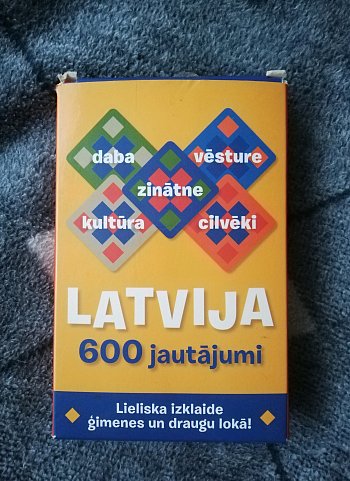 daba
vēsture
zinātne
kultūra
cilvēki
LATVIJA
600 jautājumi
Lieliska izklaide
ģimenes un draugu lokā!